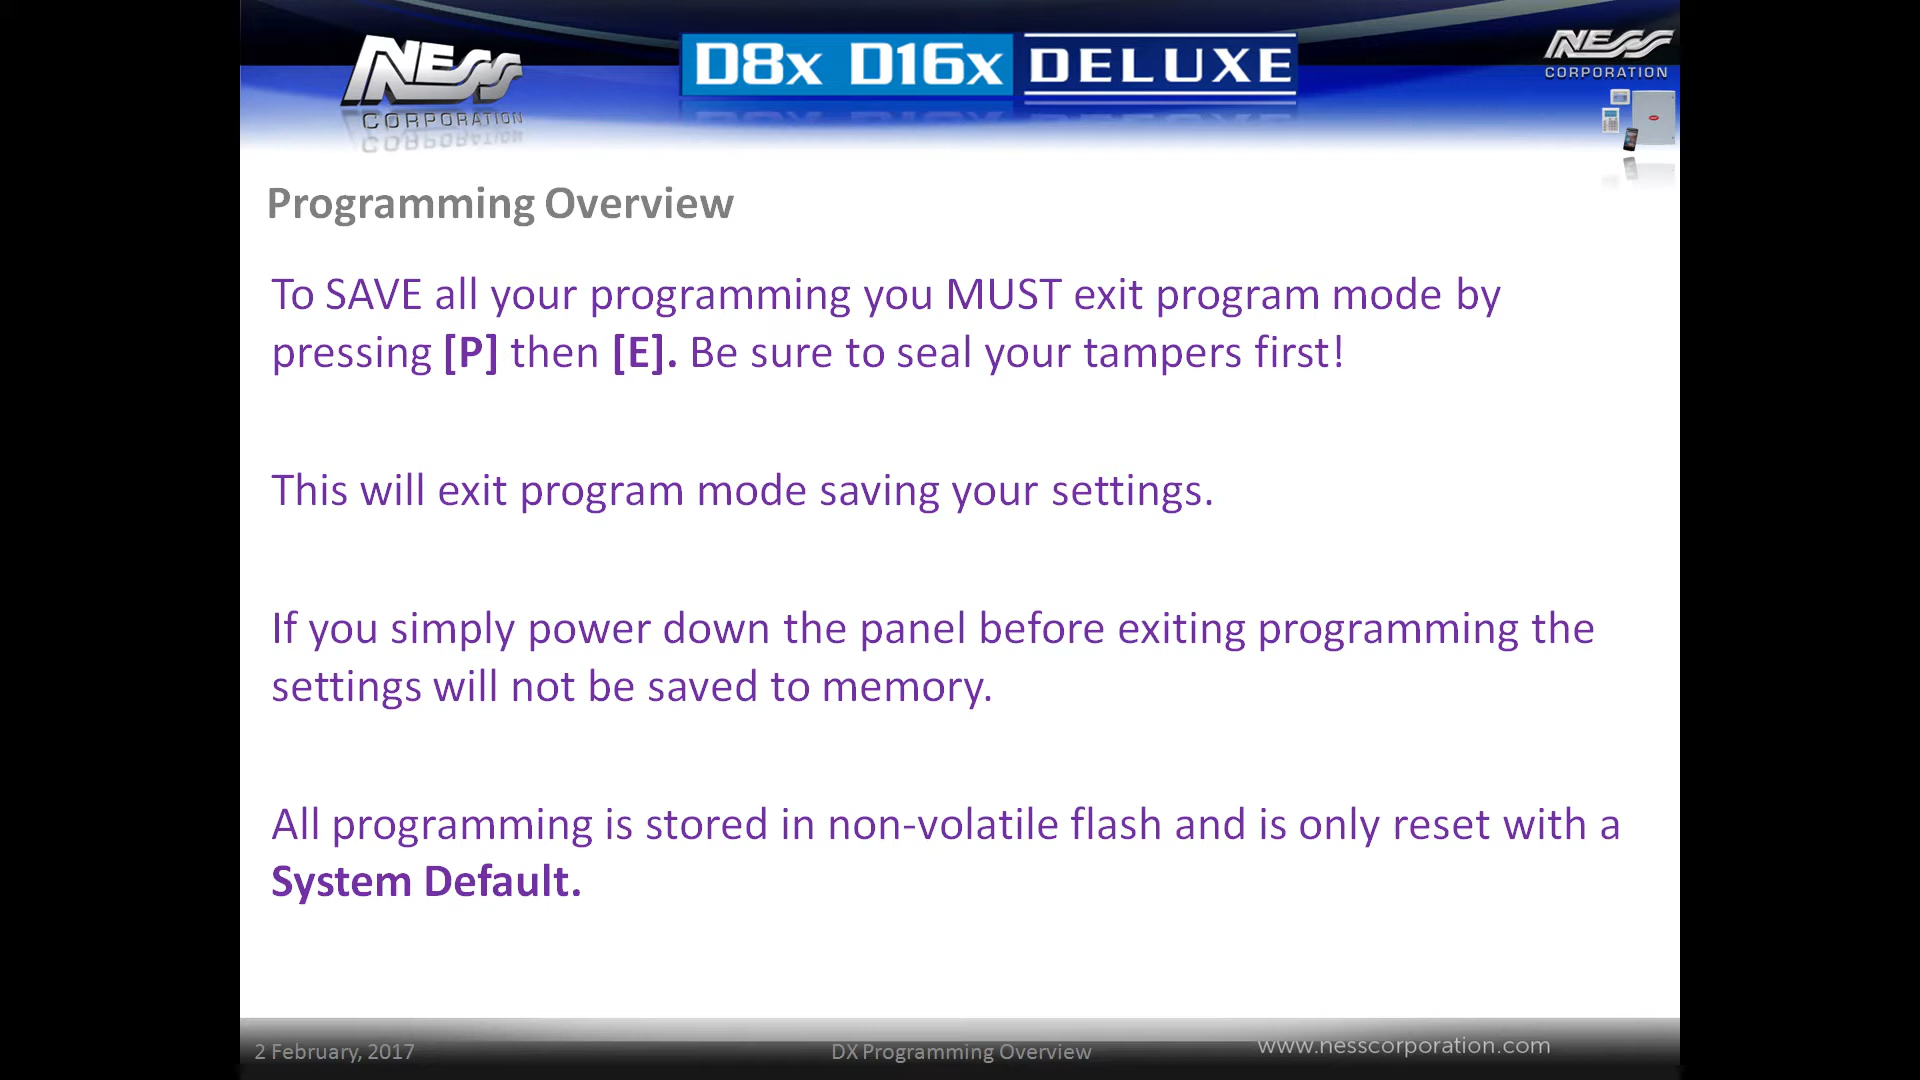 NESS
CORPORATION
D8x D16x DELUXE
NESS
CORPORATION
Programming Overview
To SAVE all your programming you MUST exit program mode by
pressing [P] then [E]. Be sure to seal your tampers first!
This will exit program mode saving your settings.
If you simply power down the panel before exiting programming the
settings will not be saved to memory.
All programming is stored in non-volatile flash and is only reset with a
System Default.
2 February, 2017
DX Programming Overview
www.nesscorporation.com